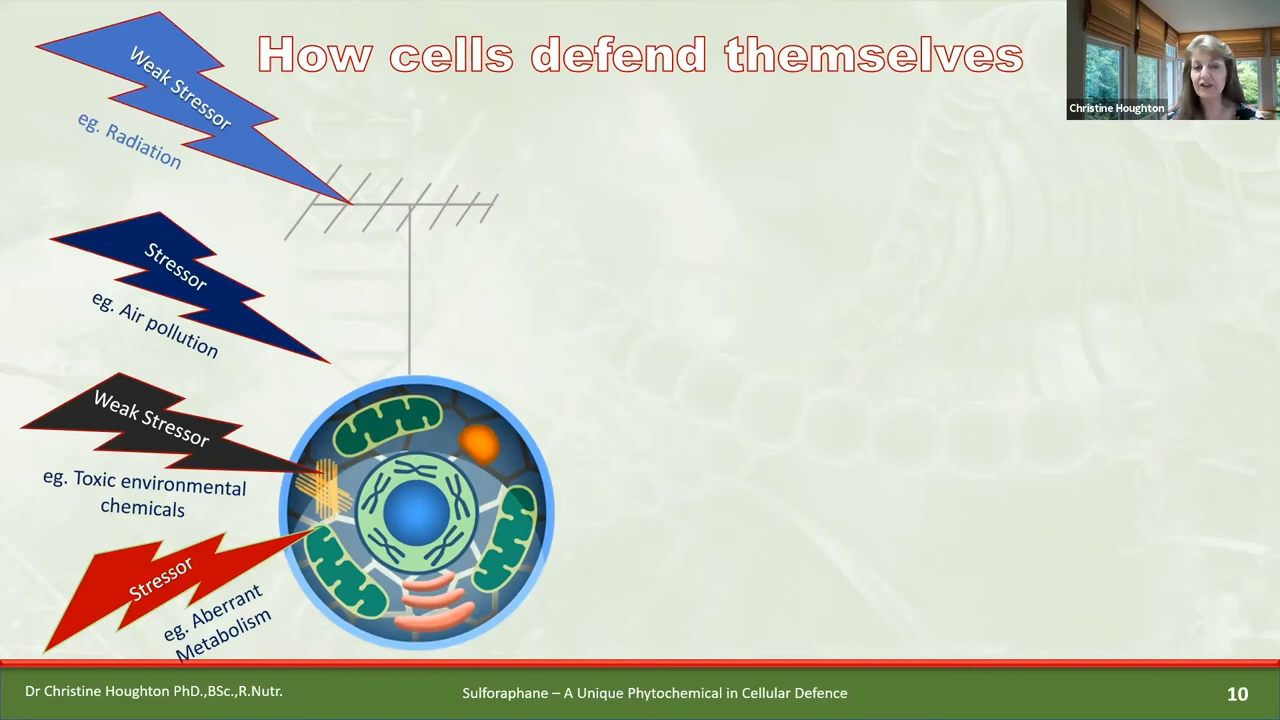 How cells defend themselves
Weak Stressor
eg. Radiation
Christine Houghton
Stressor
eg. Air pollution
Weak Stressor
eg. Toxic environmental
chemicals
Stressor
eg. Aberrant
Metabolism
Dr Christine Houghton PhD.,BSc.,R.Nutr.
Sulforaphane – A Unique Phytochemical in Cellular Defence
10